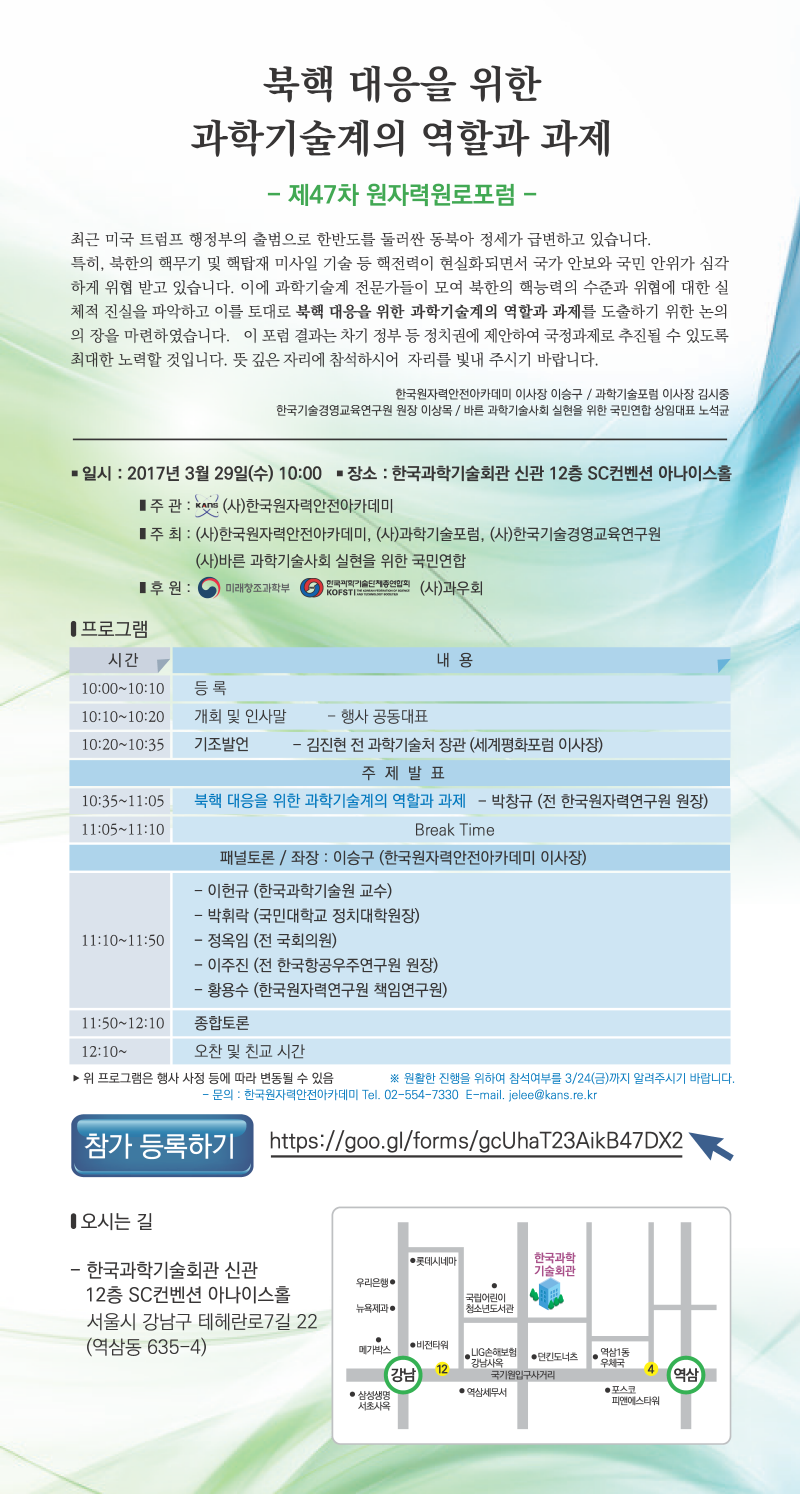 북핵 대응을 위한
과학기술계의 역할과 과제
- 제47차 원자력원로포럼 -
최근 미국 트럼프 행정부의 출범으로 한반도를 둘러싼 동북아 정세가 급변하고 있습니다.
특히, 북한의 핵무기 및 핵탑재 미사일 기술 등 핵전력이 현실화되면서 국가 안보와 국민 안위가 심각
하게 위협 받고 있습니다. 이에 과학기술계 전문가들이 모여 북한의 핵능력의 수준과 위협에 대한 실
체적 진실을 파악하고 이를 토대로 북핵 대응을 위한 과학기술계의 역할과 과제를 도출하기 위한 논의
의 장을 마련하였습니다. 이 포럼 결과는 차기 정부 등 정치권에 제안하여 국정과제로 추진될 수 있도록
최대한 노력할 것입니다. 뜻 깊은 자리에 참석하시어 자리를 빛내 주시기 바랍니다.
한국원자력안전아카데미 이사장 이승구 / 과학기술포럼 이사장 김시중
한국기술경영교육연구원 원장 이상목 / 바른 과학기술사회 실현을 위한 국민연합 상임대표 노석균
▪ 일시 : 2017년 3월 29일(수) 10:00 ▪ 장소 : 한국과학기술회관 신관 12층 SC컨벤션 아나이스홀
▮ 주 관 : KANS (사)한국원자력안전아카데미
▮ 주 최 : (사)한국원자력안전아카데미, (사)과학기술포럼, (사)한국기술경영교육연구원
(사)바른 과학기술사회 실현을 위한 국민연합
▮ 후 원 : 미래창조과학부 한국과학기술단체총연합회 KOFST THE KOREAN FEDERATION OF SCIENCE AND TECHNOLOGY SOCIETIES (사)과우회
▮ 프로그램
시간 내 용
10:00~10:10 등 록
10:10~10:20 개회 및 인사말 - 행사 공동대표
10:20~10:35 기조발언 - 김진현 전 과학기술처 장관 (세계평화포럼 이사장)
주 제 발 표
10:35~11:05 북핵 대응을 위한 과학기술계의 역할과 과제 - 박창규 (전 한국원자력연구원 원장)
11:05~11:10 Break Time
패널토론 / 좌장 : 이승구 (한국원자력안전아카데미 이사장)
11:10~11:50
- 이헌규 (한국과학기술원 교수)
- 박휘락 (국민대학교 정치대학원장)
- 정옥임 (전 국회의원)
- 이주진 (전 한국항공우주연구원 원장)
- 황용수 (한국원자력연구원 책임연구원)
11:50~12:10 종합토론
12:10~ 오찬 및 친교 시간
▶ 위 프로그램은 행사 사정 등에 따라 변동될 수 있음 ※ 원활한 진행을 위하여 참석여부를 3/24(금)까지 알려주시기 바랍니다.
- 문의 : 한국원자력안전아카데미 Tel. 02-554-7330 E-mail. jelee@kans.re.kr
참가 등록하기 https://goo.gl/forms/gcUhaT23AikB47DX2
▮ 오시는 길
- 한국과학기술회관 신관
12층 SC컨벤션 아나이스홀
서울시 강남구 테헤란로7길 22
(역삼동 635-4)
롯데시네마
한국과학
기술회관
우리은행
국립어린이
청소년도서관
뉴욕제과
메가박스
비전타워
LIG손해보험
강남사옥
던킨도너츠
역삼1동
우체국
강남
12
국기원입구사거리
4
역삼
삼성생명
서초사옥
역삼세무서
포스코
피앤에스타워